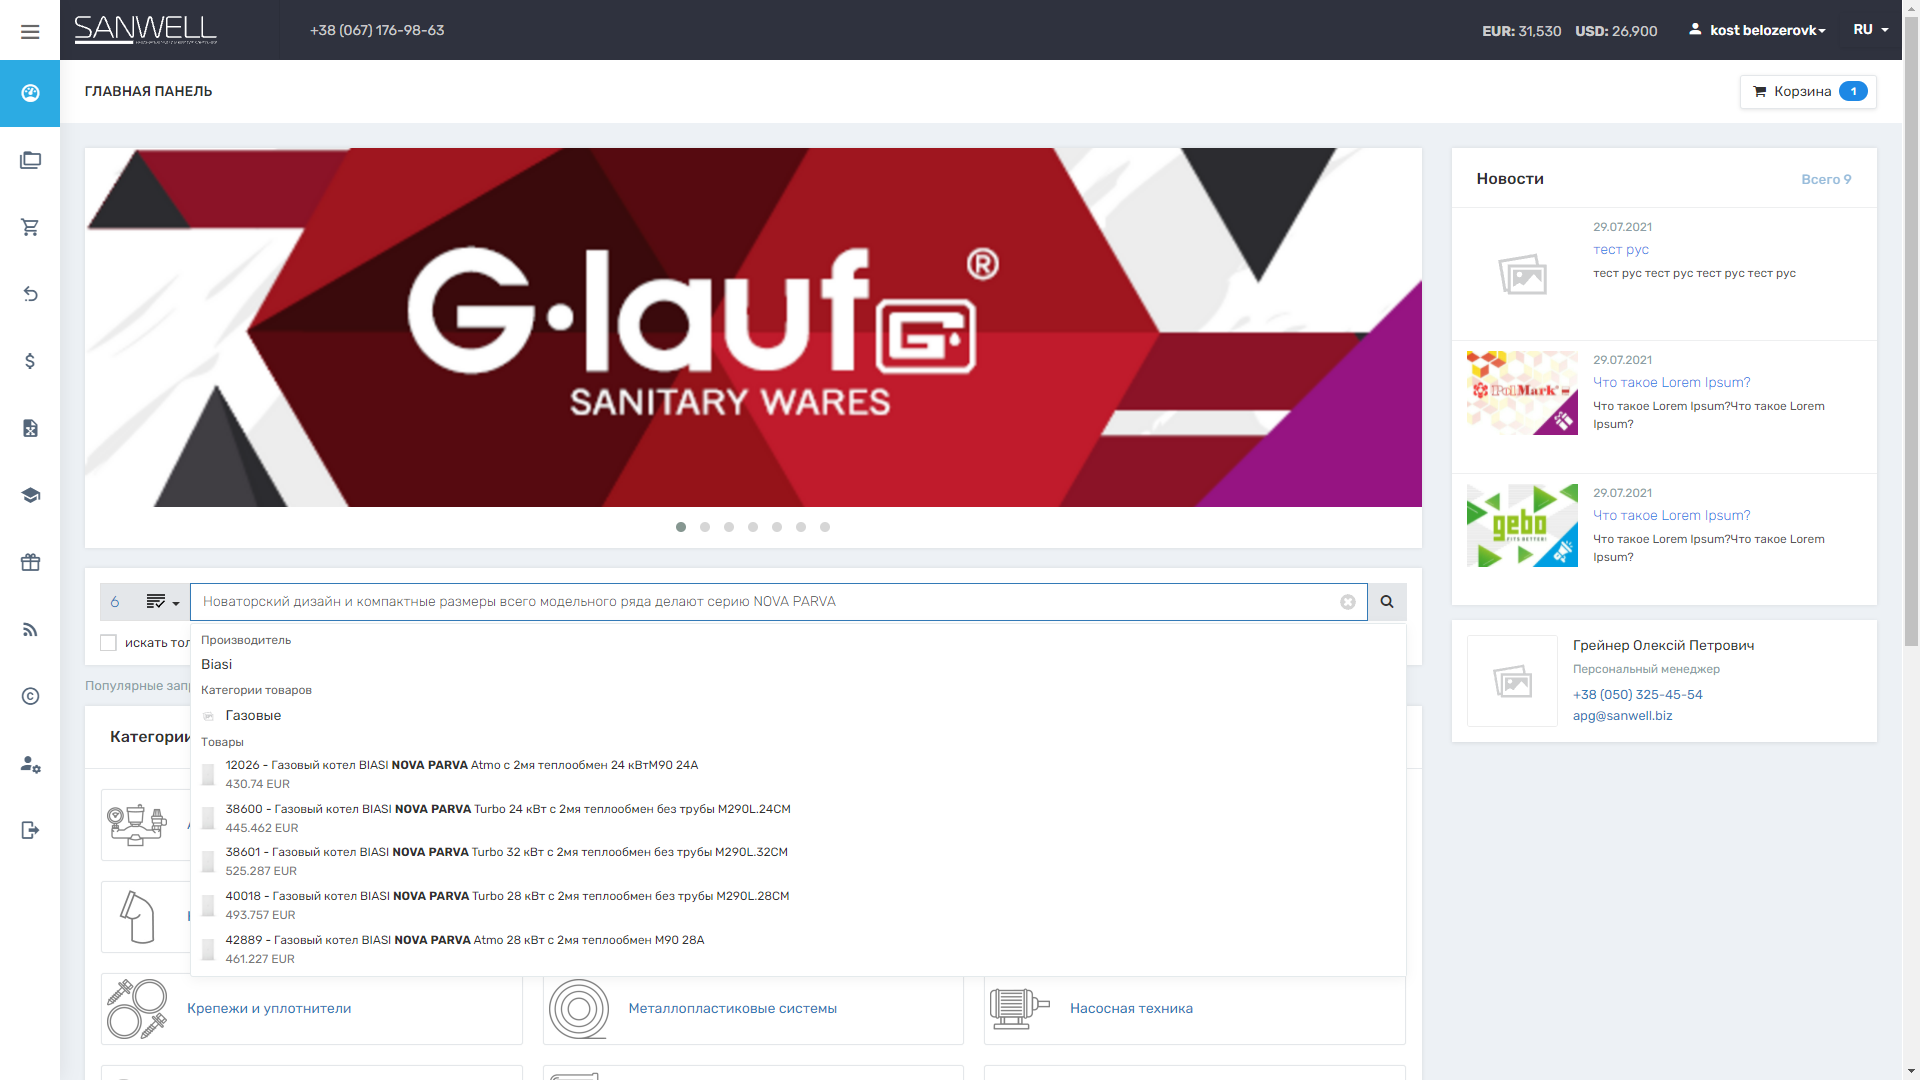 SANWELL
+38 (067) 176-98-63
EUR: 31,530 USD: 26,900
kost belozerovk
RU
ГЛАВНАЯ ПАНЕЛЬ
Корзина 1
G·lauf G ®
SANITARY WARES
Новости
Всего 9
29.07.2021
тест рус
тест рус тест рус тест рус тест рус
29.07.2021
PolMark
Что такое Lorem Ipsum?
Что такое Lorem Ipsum?Что такое Lorem
Ipsum?
29.07.2021
gebo
Что такое Lorem Ipsum?
Что такое Lorem Ipsum?Что такое Lorem
Ipsum?
Грейнер Олексій Петрович
Персональный менеджер
+38 (050) 325-45-54
apg@sanwell.biz
6
Новаторский дизайн и компактные размеры всего модельного ряда делают серию NOVA PARVA
искать тол
Производитель
Biasi
Популярные зап
Категории товаров
Газовые
Категории
Товары
12026 - Газовый котел BIASI NOVA PARVA Atmo с 2мя теплообмен 24 кВтM90 24A
430.74 EUR
38600 - Газовый котел BIASI NOVA PARVA Turbo 24 кВт с 2мя теплообмен без трубы M290L.24CM
445.462 EUR
38601 - Газовый котел BIASI NOVA PARVA Turbo 32 кВт с 2мя теплообмен без трубы M290L.32CM
525.287 EUR
40018 - Газовый котел BIASI NOVA PARVA Turbo 28 кВт с 2мя теплообмен без трубы M290L.28CM
493.757 EUR
42889 - Газовый котел BIASI NOVA PARVA Atmo 28 кВт с 2мя теплообмен M90 28A
461.227 EUR
Крепежи и уплотнители
Металлопластиковые системы
Насосная техника